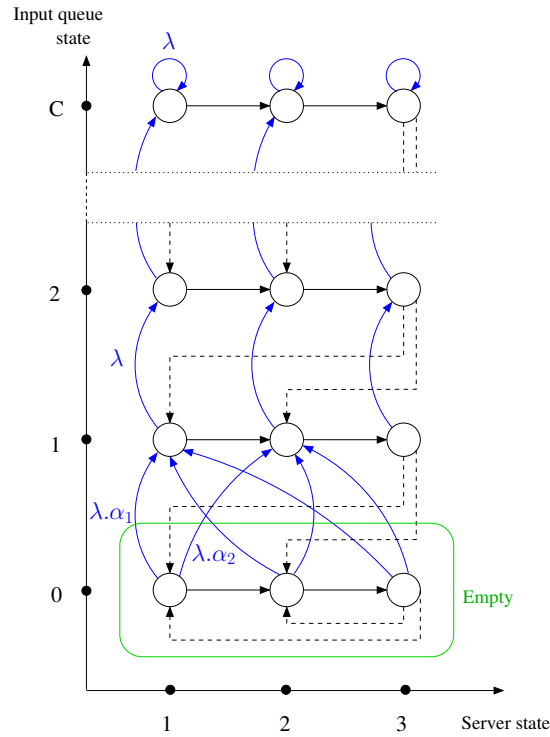 Input queue
state
λ
C
2
λ
1
λ.α₁
λ.α₂
0
Empty
1 2 3 Server state